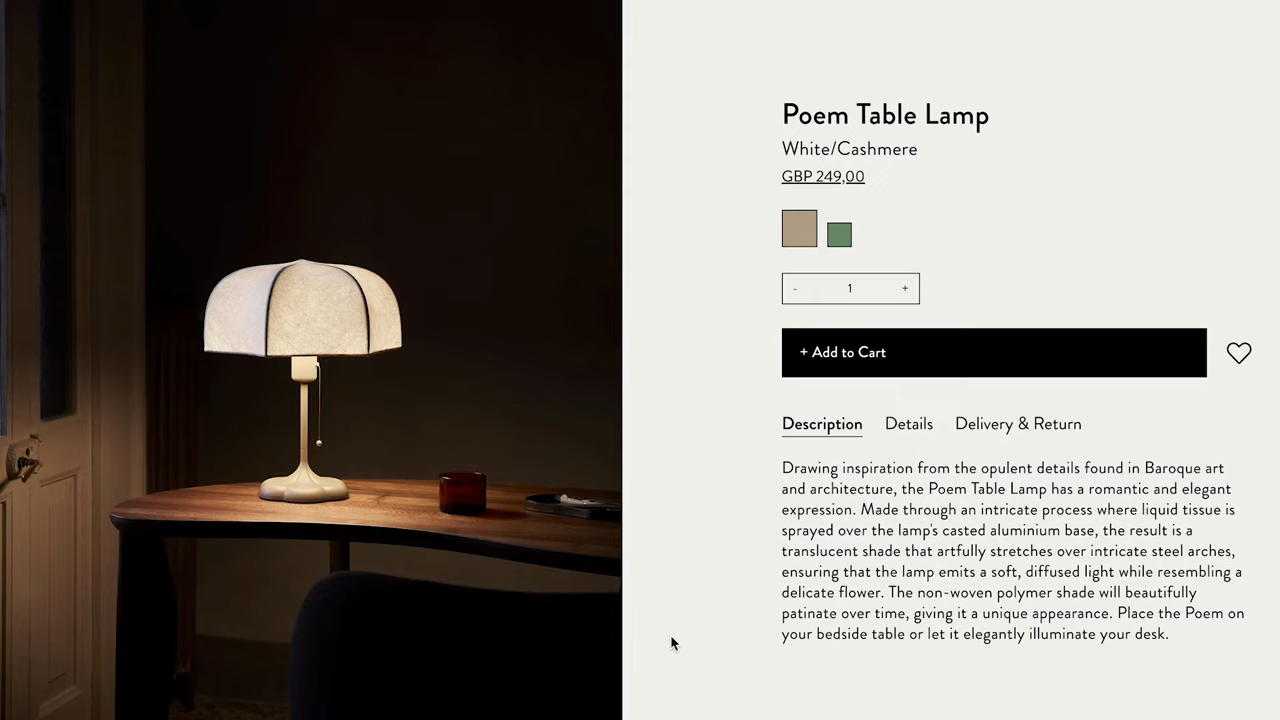 Poem Table Lamp
White/Cashmere
GBP 249,00
- 1 +
+ Add to Cart
Description Details Delivery & Return
Drawing inspiration from the opulent details found in Baroque art
and architecture, the Poem Table Lamp has a romantic and elegant
expression. Made through an intricate process where liquid tissue is
sprayed over the lamp's casted aluminium base, the result is a
translucent shade that artfully stretches over intricate steel arches,
ensuring that the lamp emits a soft, diffused light while resembling a
delicate flower. The non-woven polymer shade will beautifully
patinate over time, giving it a unique appearance. Place the Poem on
your bedside table or let it elegantly illuminate your desk.